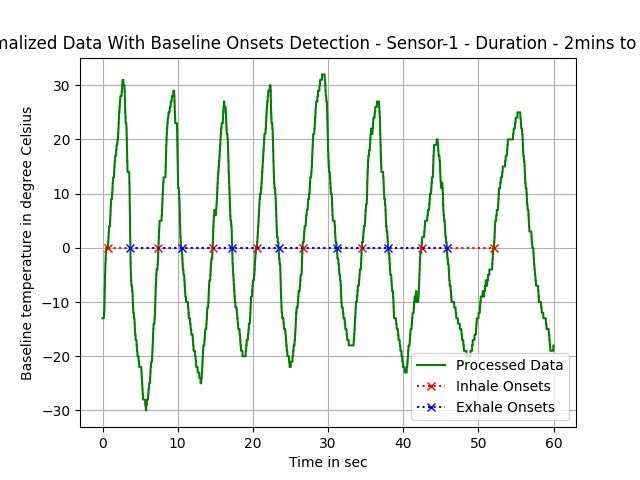 malized Data With Baseline Onsets Detection - Sensor-1 - Duration - 2mins to
Baseline temperature in degree Celsius
30
20
10
0
−10
−20
−30
0 10 20 30 40 50 60
Time in sec
Processed Data
Inhale Onsets
Exhale Onsets